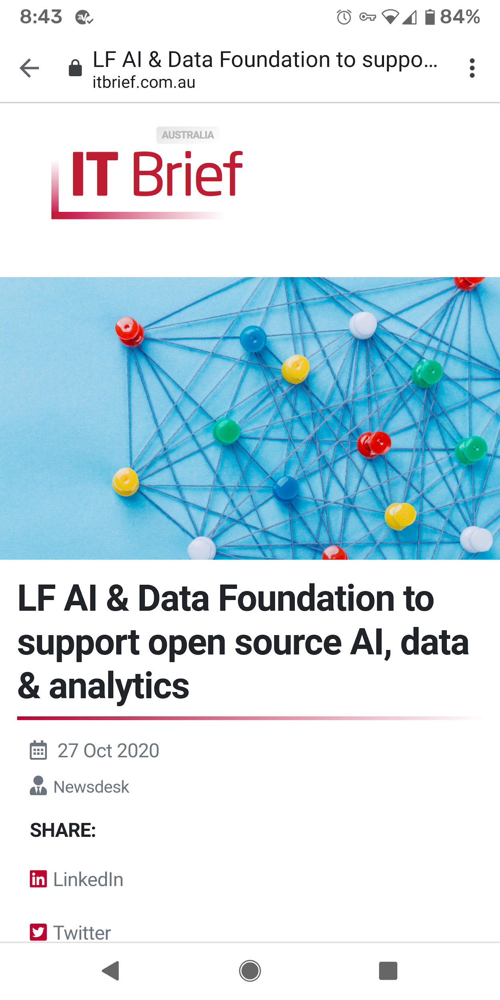 8:43
84%
LF AI & Data Foundation to suppo...
itbrief.com.au
AUSTRALIA
IT Brief
LF AI & Data Foundation to
support open source AI, data
& analytics
27 Oct 2020
Newsdesk
SHARE:
in LinkedIn
Twitter